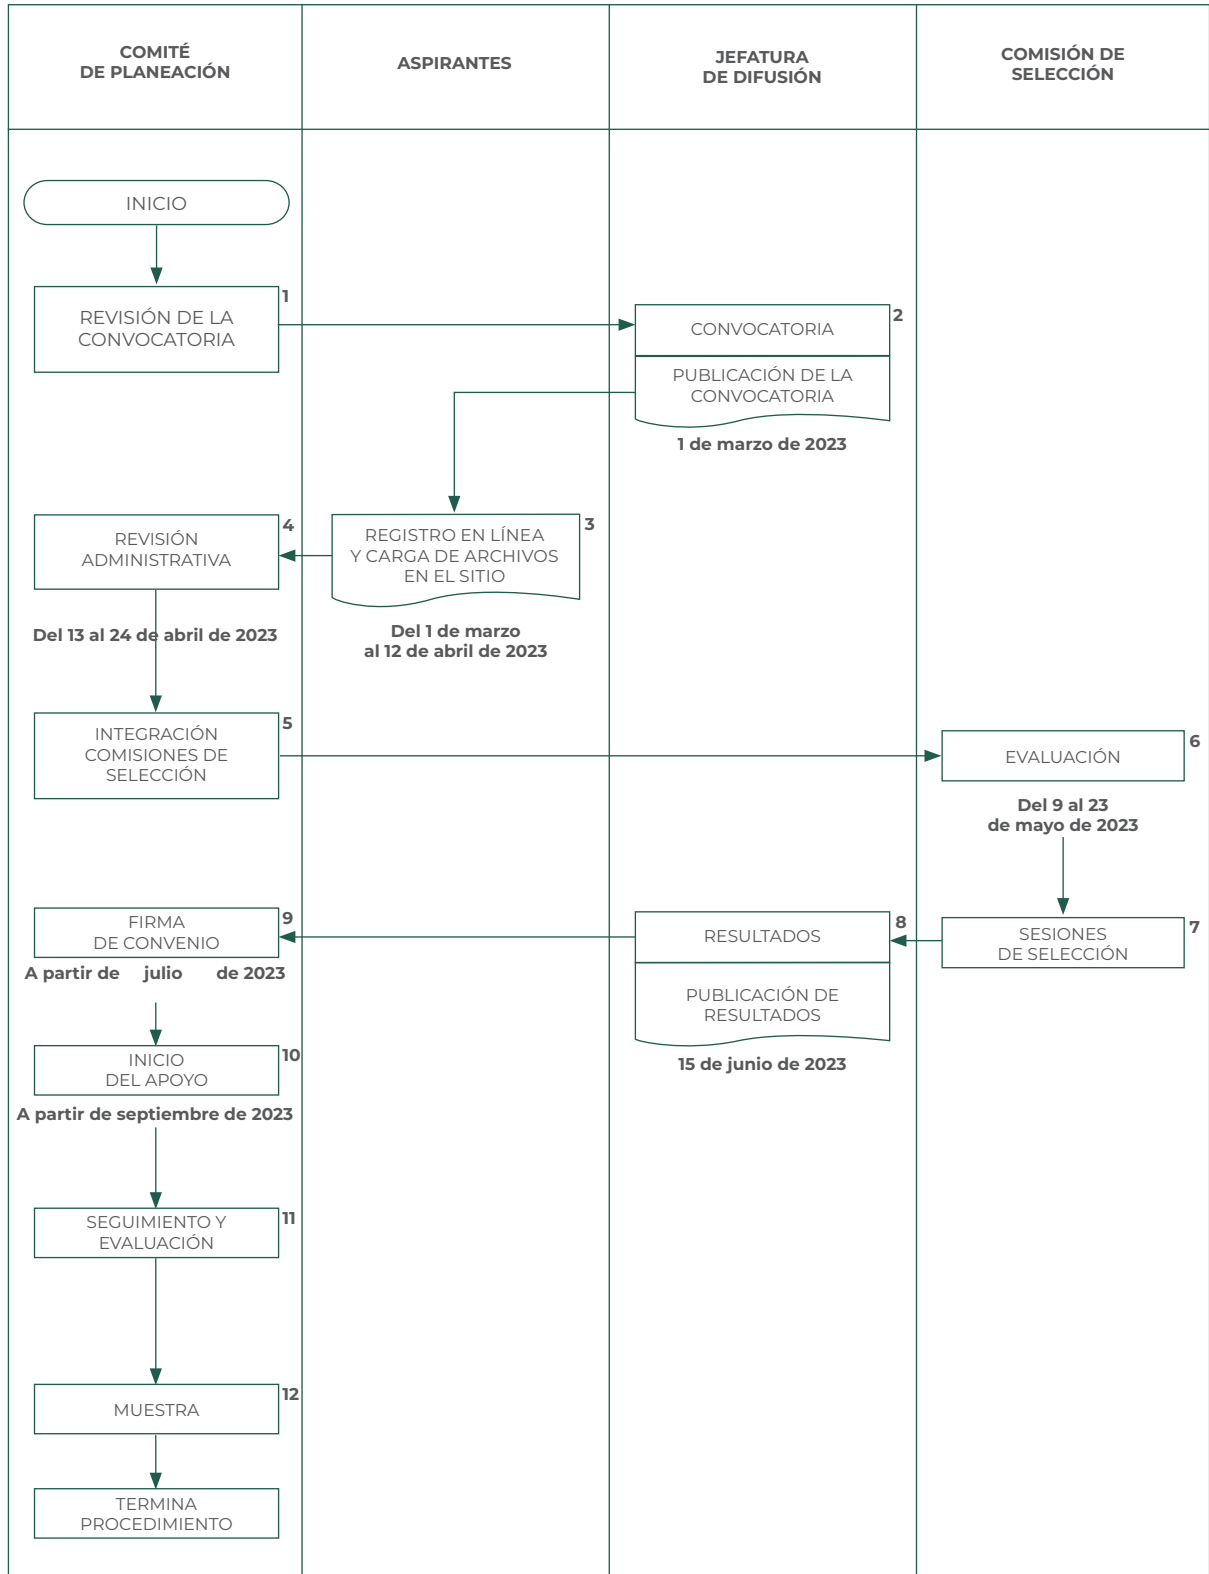 COMITÉ
DE PLANEACIÓN
ASPIRANTES
JEFATURA
DE DIFUSIÓN
COMISIÓN DE
SELECCIÓN
INICIO
1
REVISIÓN DE LA
CONVOCATORIA
2
CONVOCATORIA
PUBLICACIÓN DE LA
CONVOCATORIA
1 de marzo de 2023
3
REGISTRO EN LÍNEA
Y CARGA DE ARCHIVOS
EN EL SITIO
Del 1 de marzo
al 12 de abril de 2023
4
REVISIÓN
ADMINISTRATIVA
Del 13 al 24 de abril de 2023
5
INTEGRACIÓN
COMISIONES DE
SELECCIÓN
6
EVALUACIÓN
Del 9 al 23
de mayo de 2023
7
SESIONES
DE SELECCIÓN
8
RESULTADOS
PUBLICACIÓN DE
RESULTADOS
15 de junio de 2023
9
FIRMA
DE CONVENIO
A partir de julio de 2023
10
INICIO
DEL APOYO
A partir de septiembre de 2023
11
SEGUIMIENTO Y
EVALUACIÓN
12
MUESTRA
TERMINA
PROCEDIMIENTO